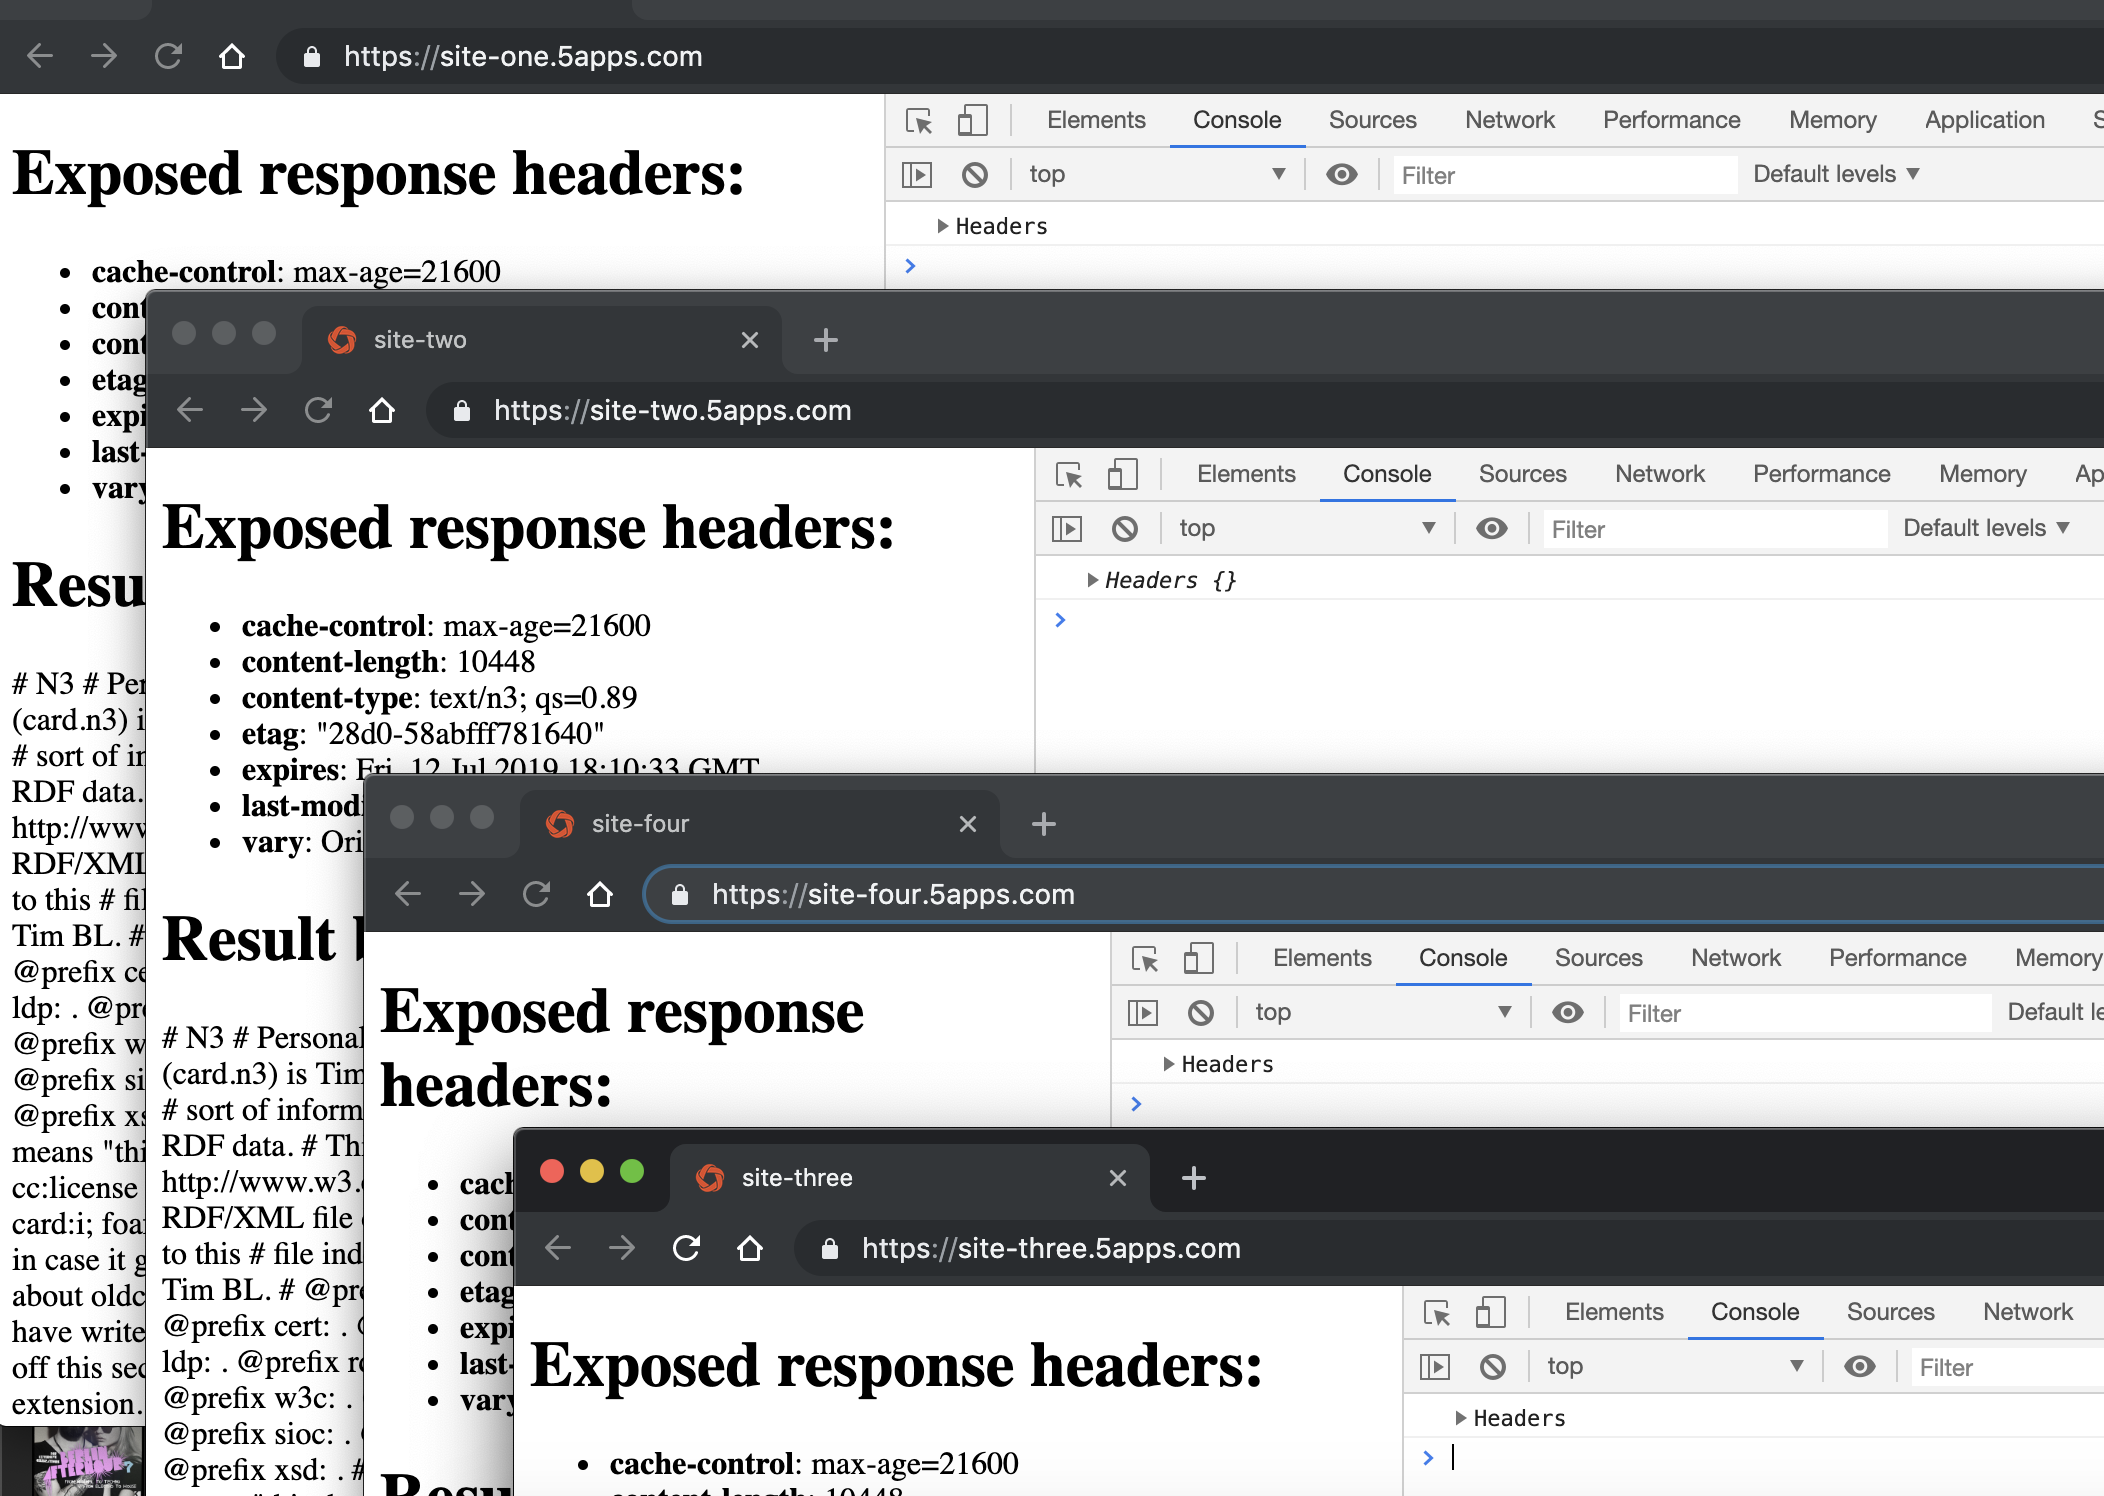 https://site-one.5apps.com
Elements Console Sources Network Performance Memory Application
top Filter Default levels
Headers
Exposed response headers:
cache-control: max-age=21600
cont
cont
etag
expi
last-
vary
Resu
# N3 # Per
(card.n3) i
# sort of in
RDF data.
http://www
RDF/XML
to this # fil
Tim BL. #
@prefix ce
ldp: . @pre
@prefix w
@prefix si
@prefix xs
means "thi
cc:license
card:i; foa
in case it g
about oldc
have write
off this sec
extension.
site-two
https://site-two.5apps.com
Elements Console Sources Network Performance Memory Ap
top Filter Default levels
Headers {}
Exposed response headers:
cache-control: max-age=21600
content-length: 10448
content-type: text/n3; qs=0.89
etag: "28d0-58abfff781640"
expires: Fri, 12 Jul 2019 18:10:33 GMT
last-modi
vary: Ori
Result
# N3 # Personal
(card.n3) is Tim
# sort of inform
RDF data. # Thi
http://www.w3.
RDF/XML file
to this # file ind
Tim BL. # @pre
@prefix cert: .
ldp: . @prefix r
@prefix w3c: .
@prefix sioc: .
@prefix xsd: . #
site-four
https://site-four.5apps.com
Elements Console Sources Network Performance Memory
top Filter Default le
Headers
Exposed response
headers:
cach
cont
cont
etag
expi
last-
vary
Resu
site-three
https://site-three.5apps.com
Elements Console Sources Network
top Filter
Headers
Exposed response headers:
cache-control: max-age=21600
content-length: 10448